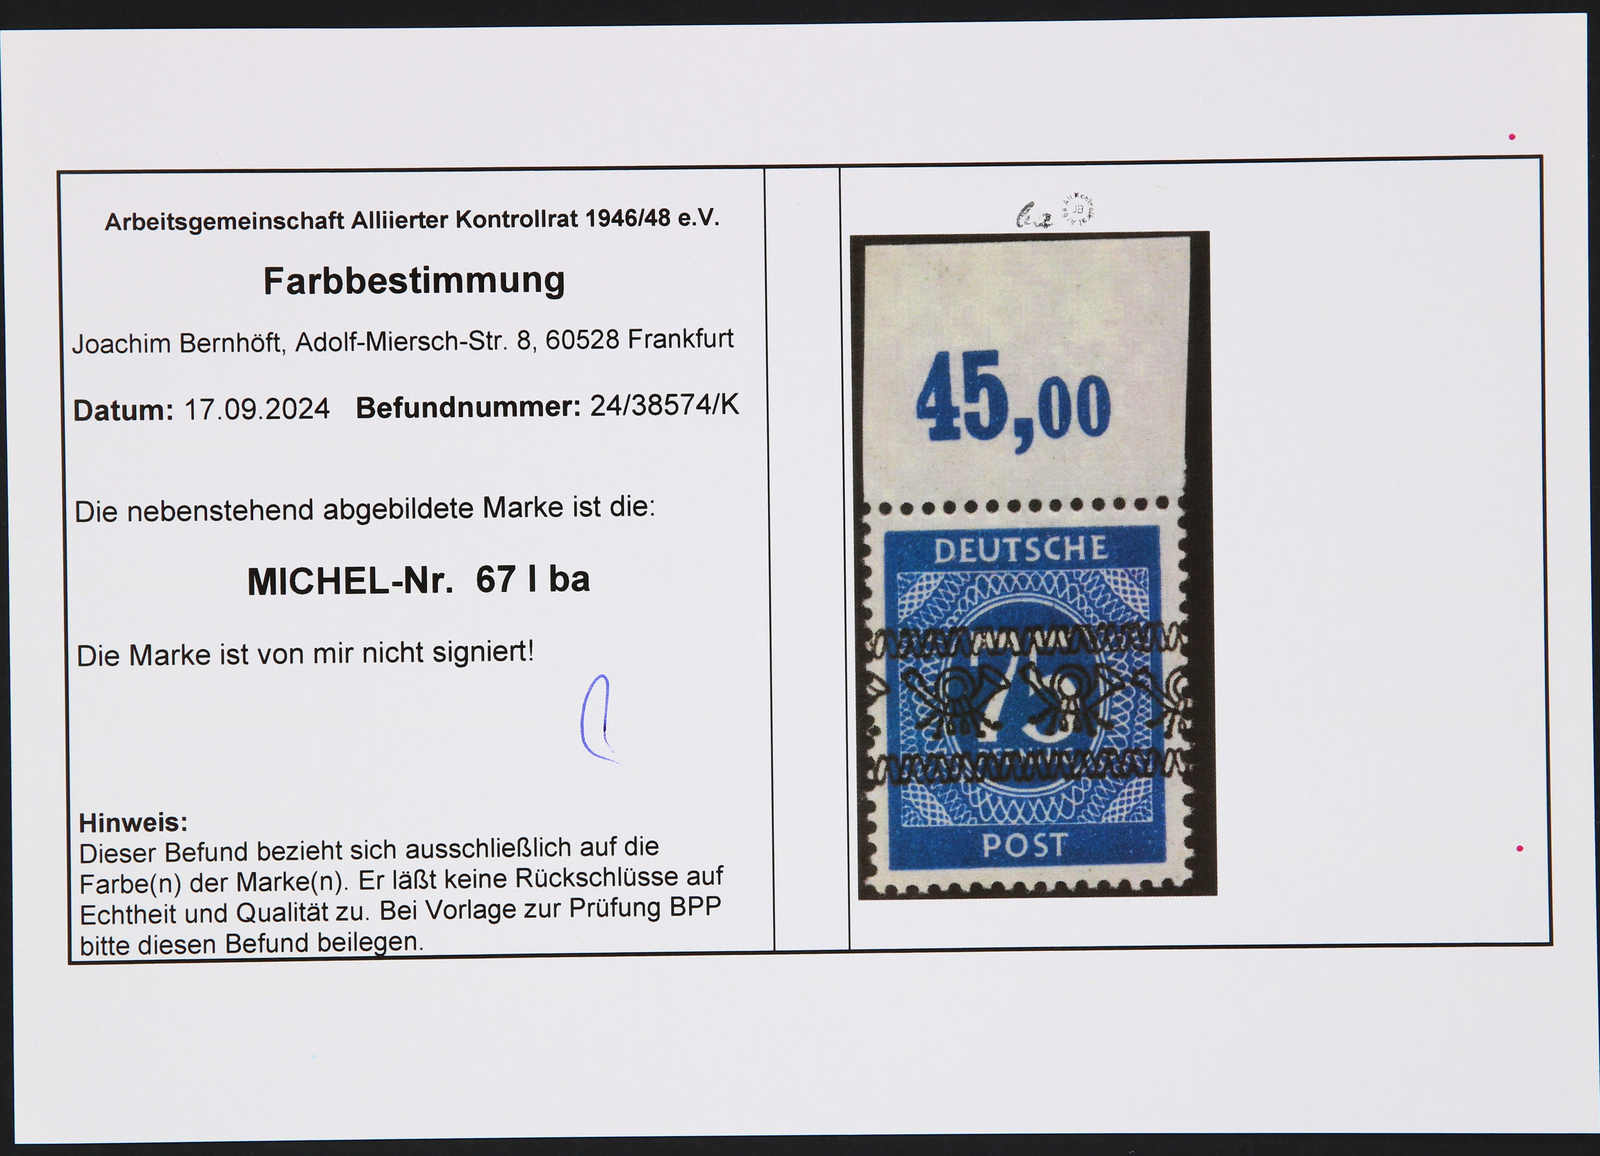 Arbeitsgemeinschaft Alliierter Kontrollrat 1946/48 e.V.
Farbbestimmung
Joachim Bernhöft, Adolf-Miersch-Str. 8, 60528 Frankfurt
Datum: 17.09.2024 Befundnummer: 24/38574/K
Die nebenstehend abgebildete Marke ist die:
MICHEL-Nr. 67 I ba
Die Marke ist von mir nicht signiert!
Hinweis:
Dieser Befund bezieht sich ausschließlich auf die
Farbe(n) der Marke(n). Er läßt keine Rückschlüsse auf
Echtheit und Qualität zu. Bei Vorlage zur Prüfung BPP
bitte diesen Befund beilegen.
JB
45,00
DEUTSCHE
75
PFENNIG
POST